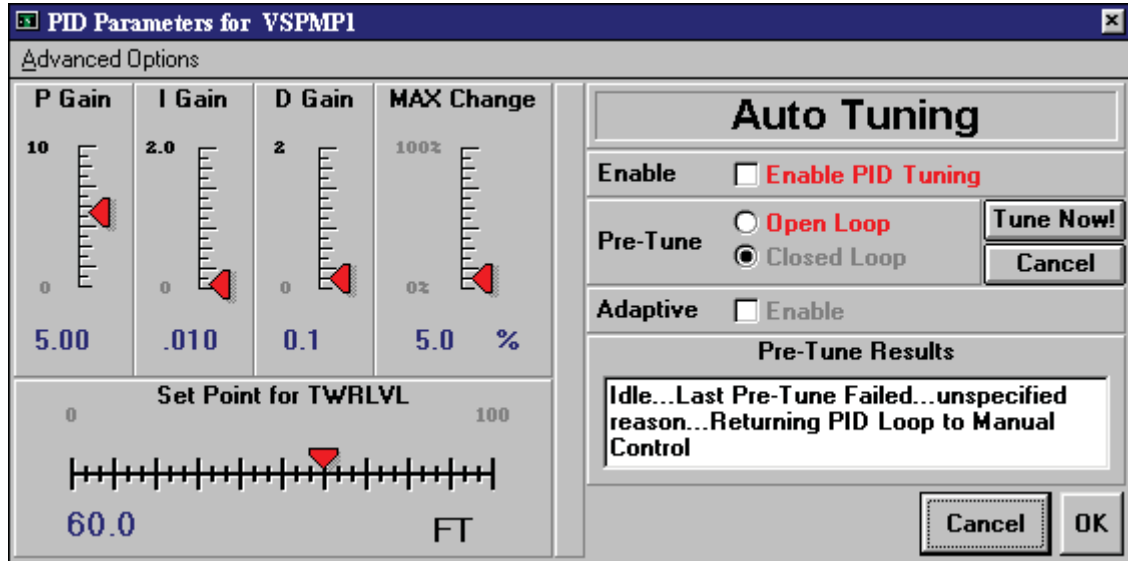 PID Parameters for VSPMP1
Advanced Options
P Gain
10
0
5.00
I Gain
2.0
0
.010
D Gain
2
0
0.1
MAX Change
100%
0%
5.0 %
Set Point for TWRLVL
0 100
60.0 FT
Auto Tuning
Enable Enable PID Tuning
Pre-Tune
Open Loop
Closed Loop
Tune Now!
Cancel
Adaptive Enable
Pre-Tune Results
Idle...Last Pre-Tune Failed...unspecified
reason...Returning PID Loop to Manual
Control
Cancel OK